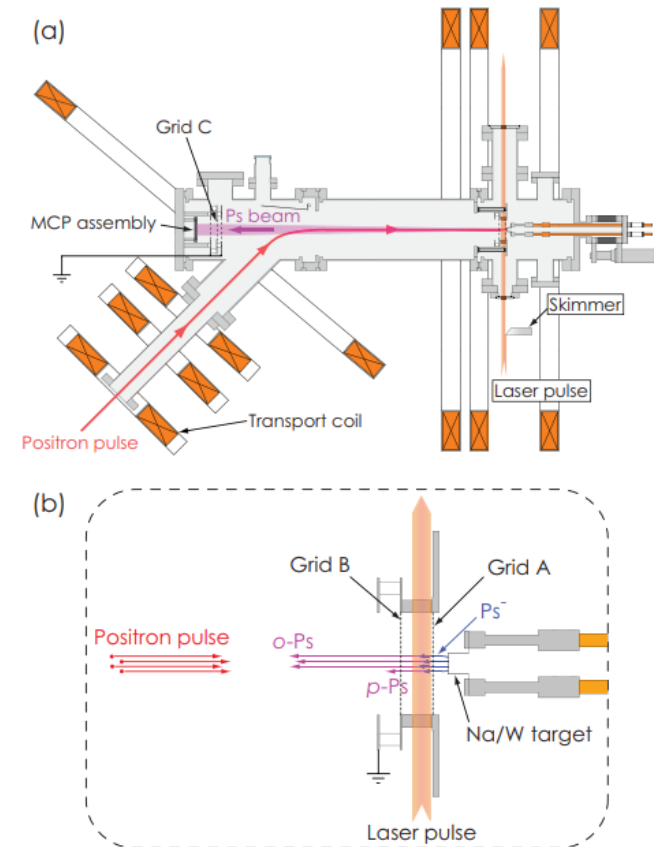 (a)
Grid C
MCP assembly
Ps beam
Skimmer
Laser pulse
Transport coil
Positron pulse
(b)
Grid B
Grid A
Ps⁻
Positron pulse
o-Ps
p-Ps
Na/W target
Laser pulse